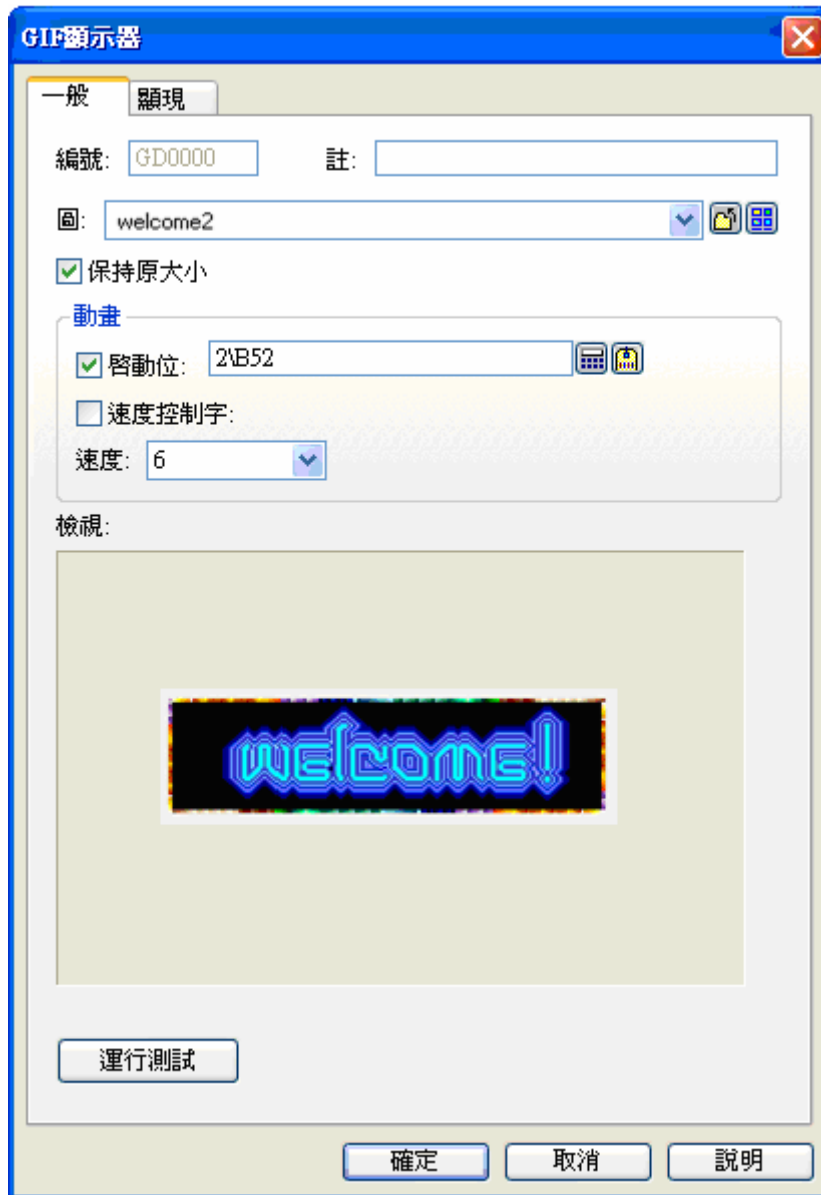 GIF顯示器
一般 顯現
編號: GD0000 註:
圖: welcome2
保持原大小
動畫
啓動位: 2\B52
速度控制字:
速度: 6
檢視:
WELCOME!
運行測試
確定 取消 說明